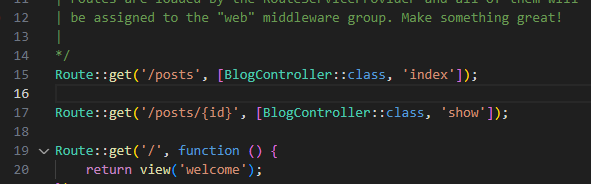 11 | routes are loaded by the RouteServiceProvider and all of them will
12 | be assigned to the "web" middleware group. Make something great!
13 |
14 */
15 Route::get('/posts', [BlogController::class, 'index']);
16
17 Route::get('/posts/{id}', [BlogController::class, 'show']);
18
19 Route::get('/', function () {
20 return view('welcome');